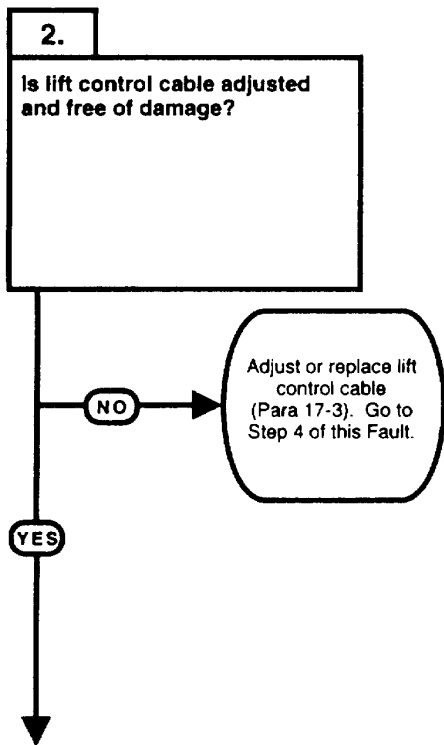 2.
Is lift control cable adjusted
and free of damage?
NO
Adjust or replace lift
control cable
(Para 17-3). Go to
Step 4 of this Fault.
YES